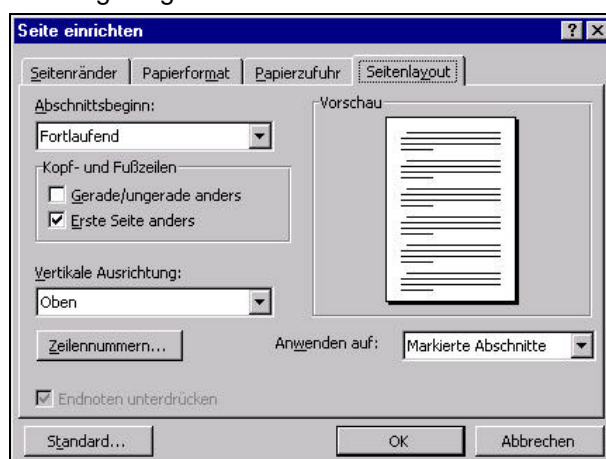 Seite einrichten
Seitenränder Papierformat Papierzufuhr Seitenlayout
Abschnittsbeginn:
Fortlaufend
Vorschau
Kopf- und Fußzeilen
Gerade/ungerade anders
Erste Seite anders
Vertikale Ausrichtung:
Oben
Zeilennummern...
Anwenden auf: Markierte Abschnitte
Endnoten unterdrücken
Standard... OK Abbrechen